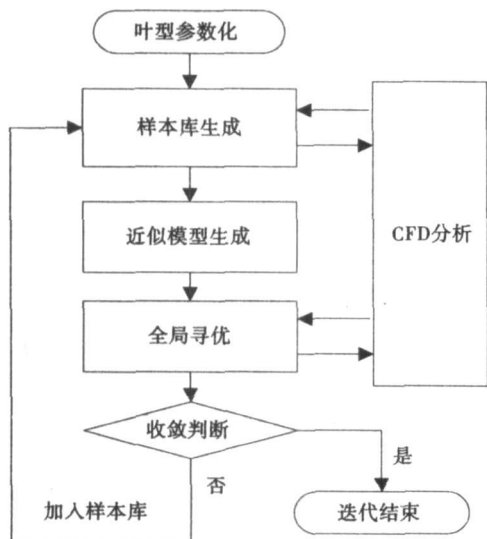 叶型参数化
样本库生成
近似模型生成
CFD分析
全局寻优
收敛判断
是
否
加入样本库
迭代结束